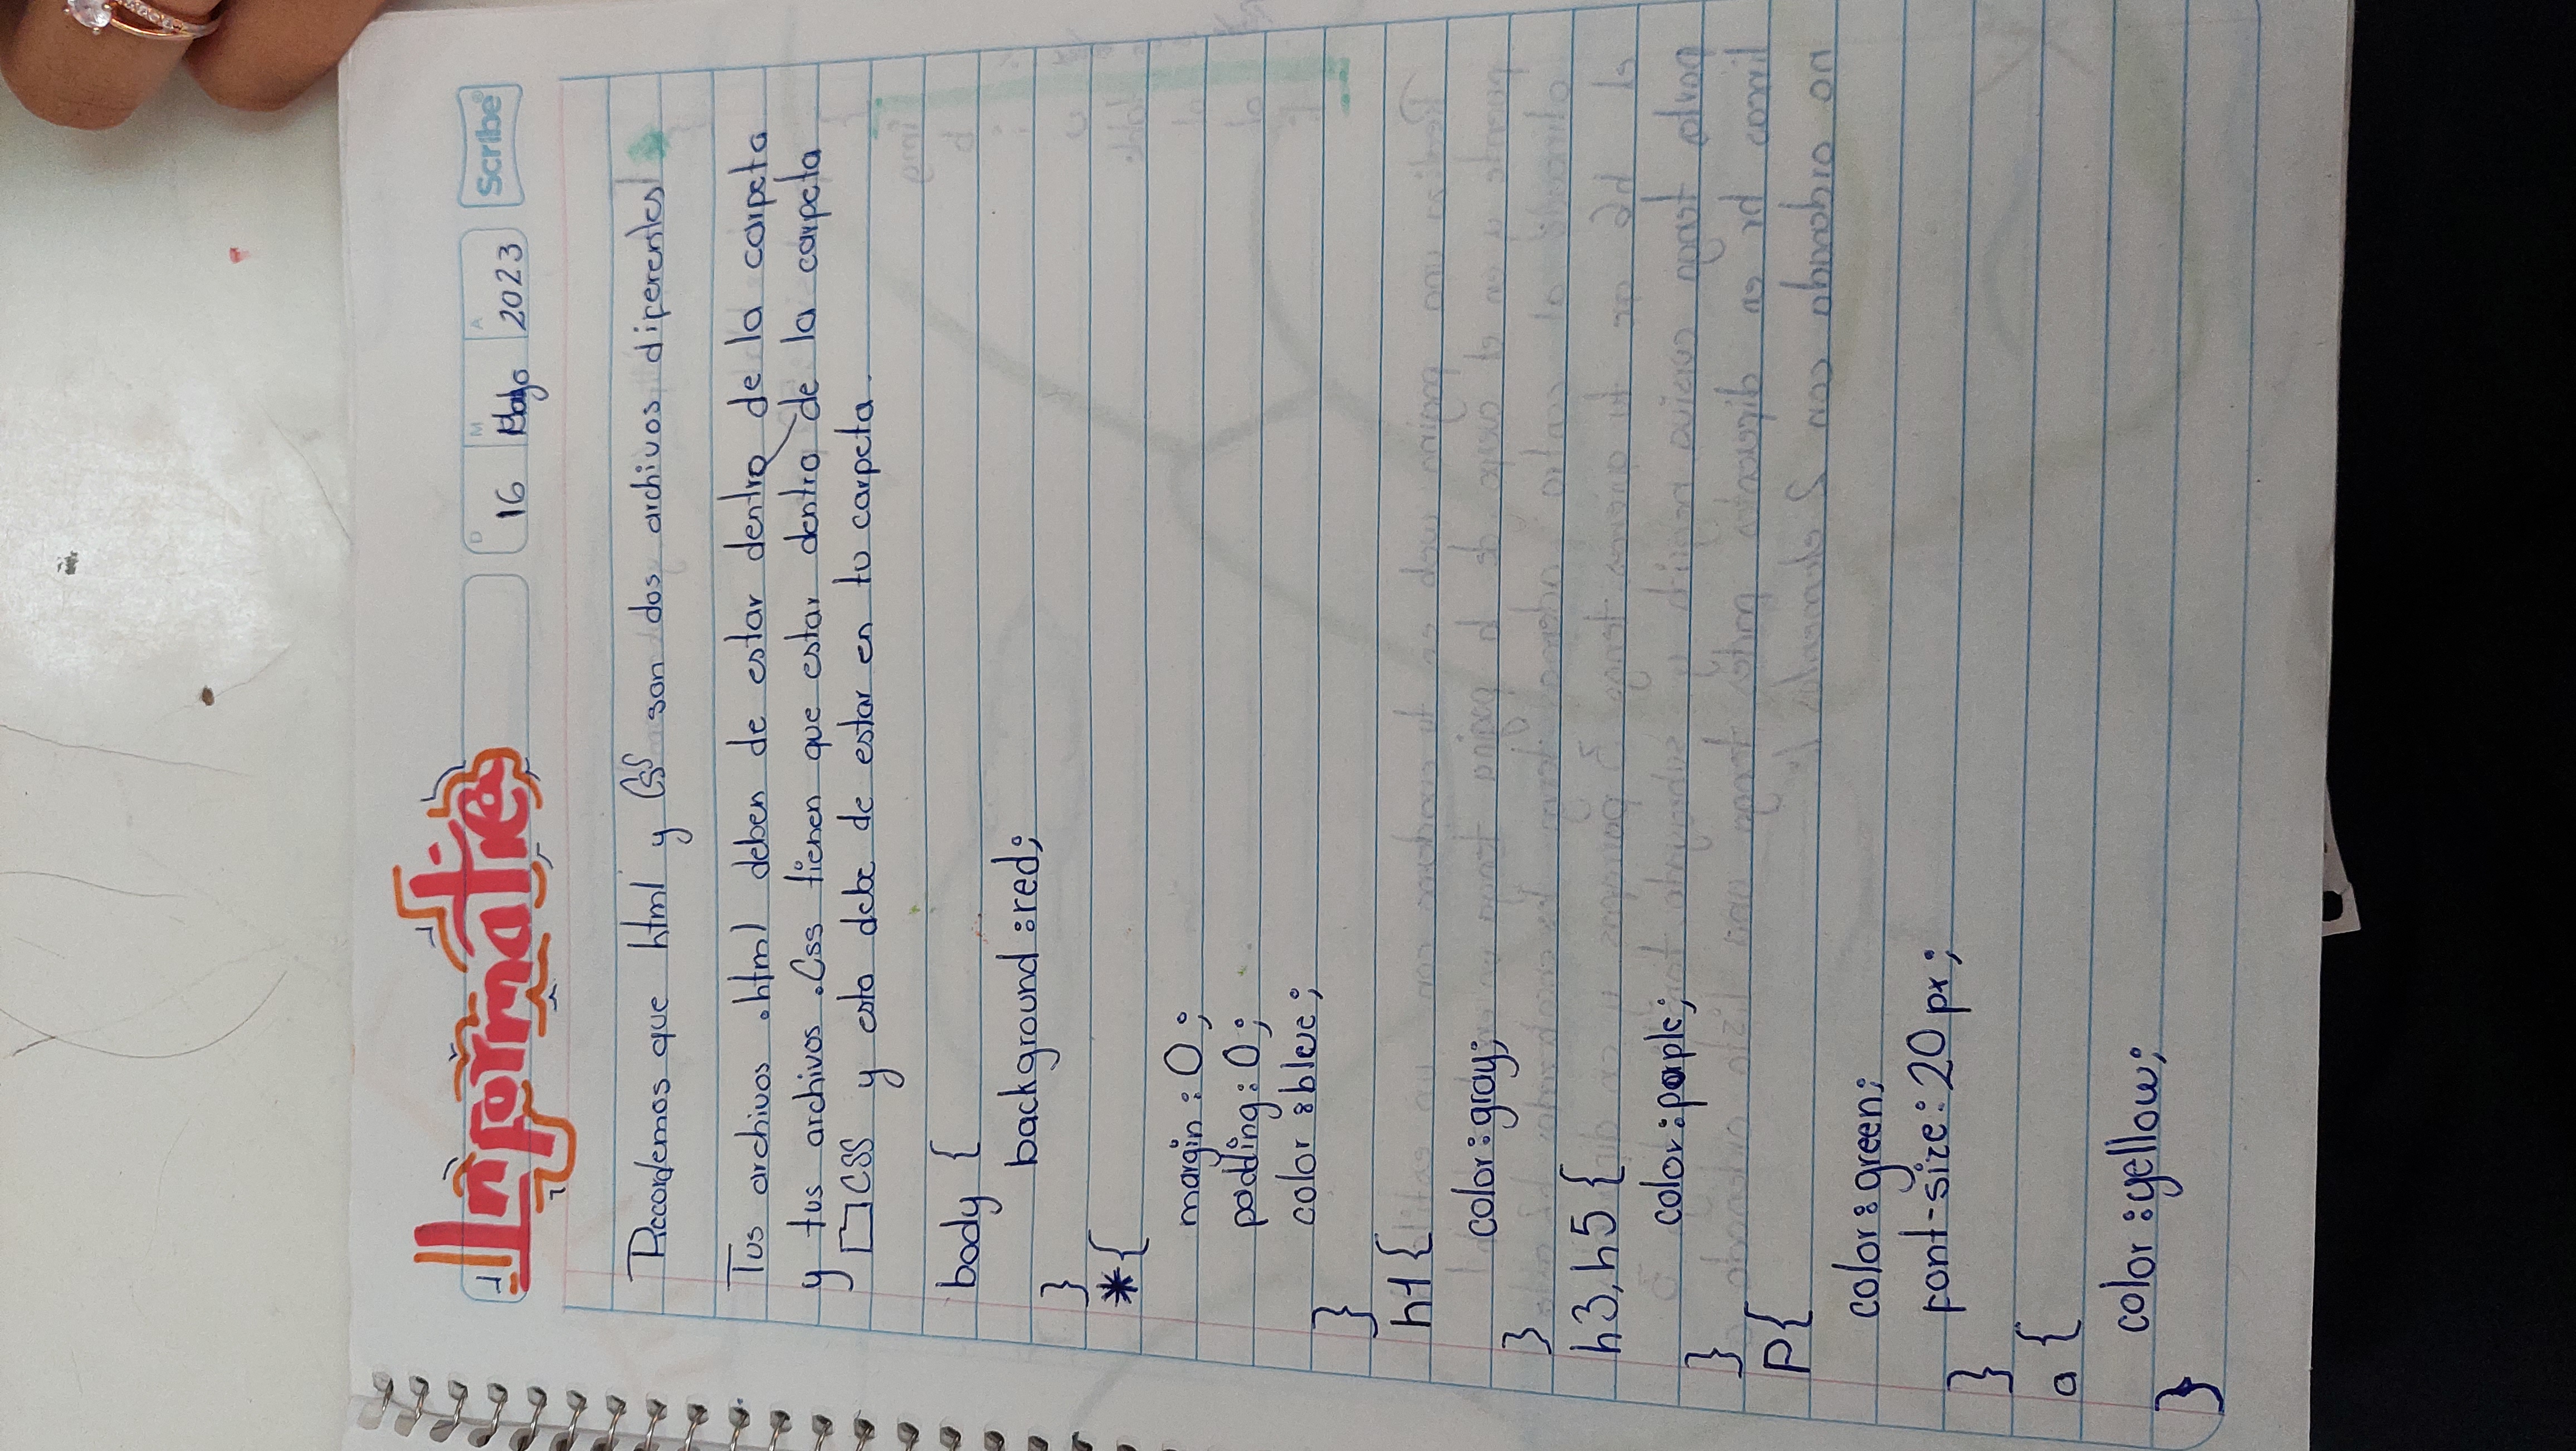 Informatica
D 16 M Mayo A 2023 Scribe
Recordemos que html y Css son dos archivos diferentes
Tus archivos .html deben de estar dentro de la carpeta
y tus archivos .Css tienen que estar dentro de la carpeta
CSS y esto debe de estar en tu carpeta.
body {
background:red;
}
*{
margin:0;
padding:0;
color:blue;
}
h1{
color:gray;
}
h3,h5{
color:purple;
}
P{
color:green;
font-size:20px;
}
a{
color:yellow;
}